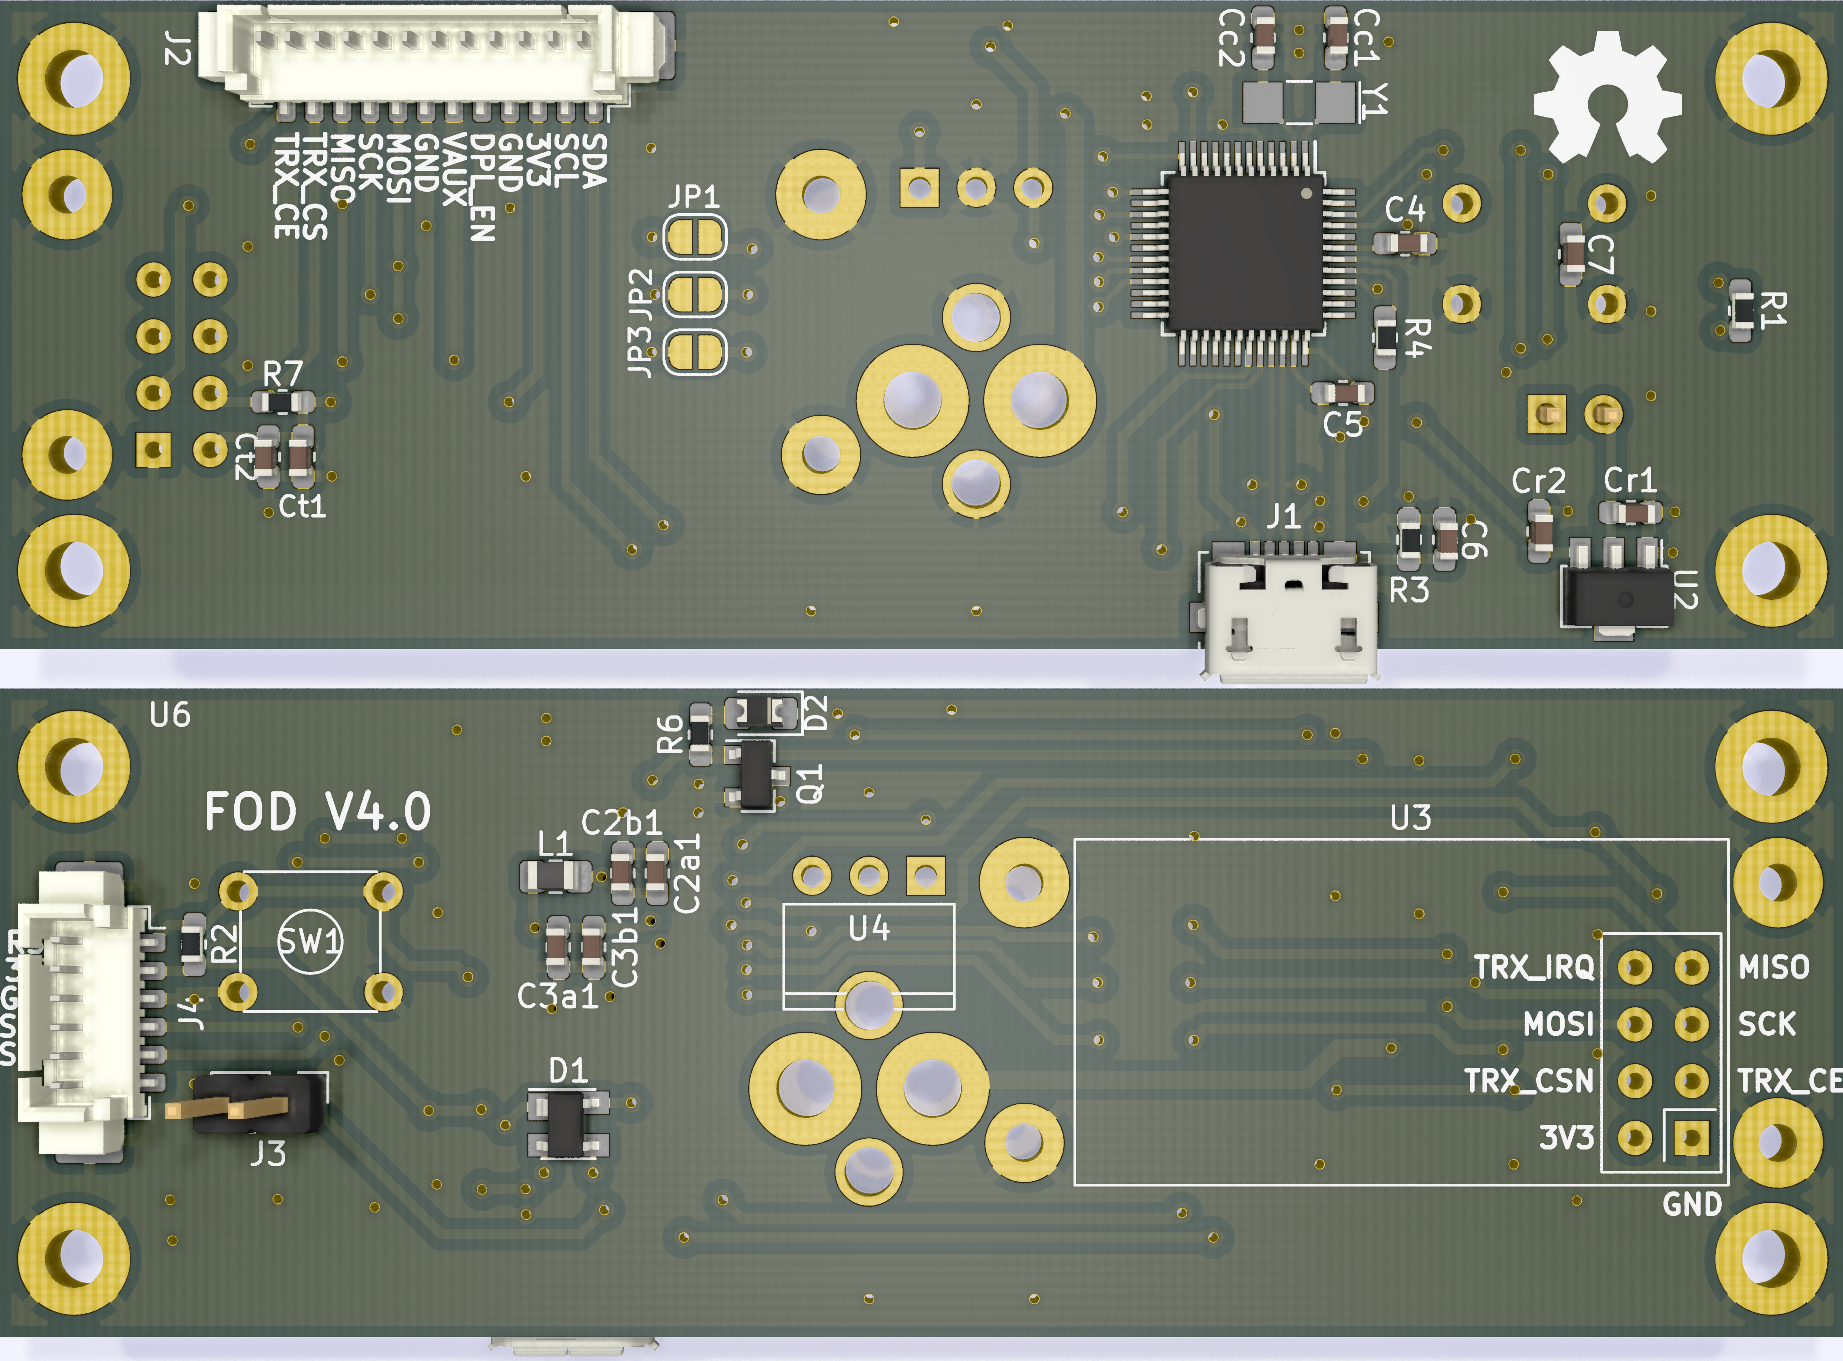 J2
Cc2
Cc1
Y1
TRX_CE
TRX_CS
MISO
SCK
MOSI
GND
VAUX
DPL_EN
GND
3V3
SCL
SDA
JP1
JP2
JP3
C4
C7
R1
R4
C5
R7
Ct2
Ct1
J1
Cr2
Cr1
C6
R3
U2
U6
R6
D2
Q1
FOD V4.0
C2b1
L1
C2a1
U3
U4
R2
SW1
C3b1
C3a1
J4
TRX_IRQ
MISO
MOSI
SCK
TRX_CSN
TRX_CE
3V3
GND
D1
J3